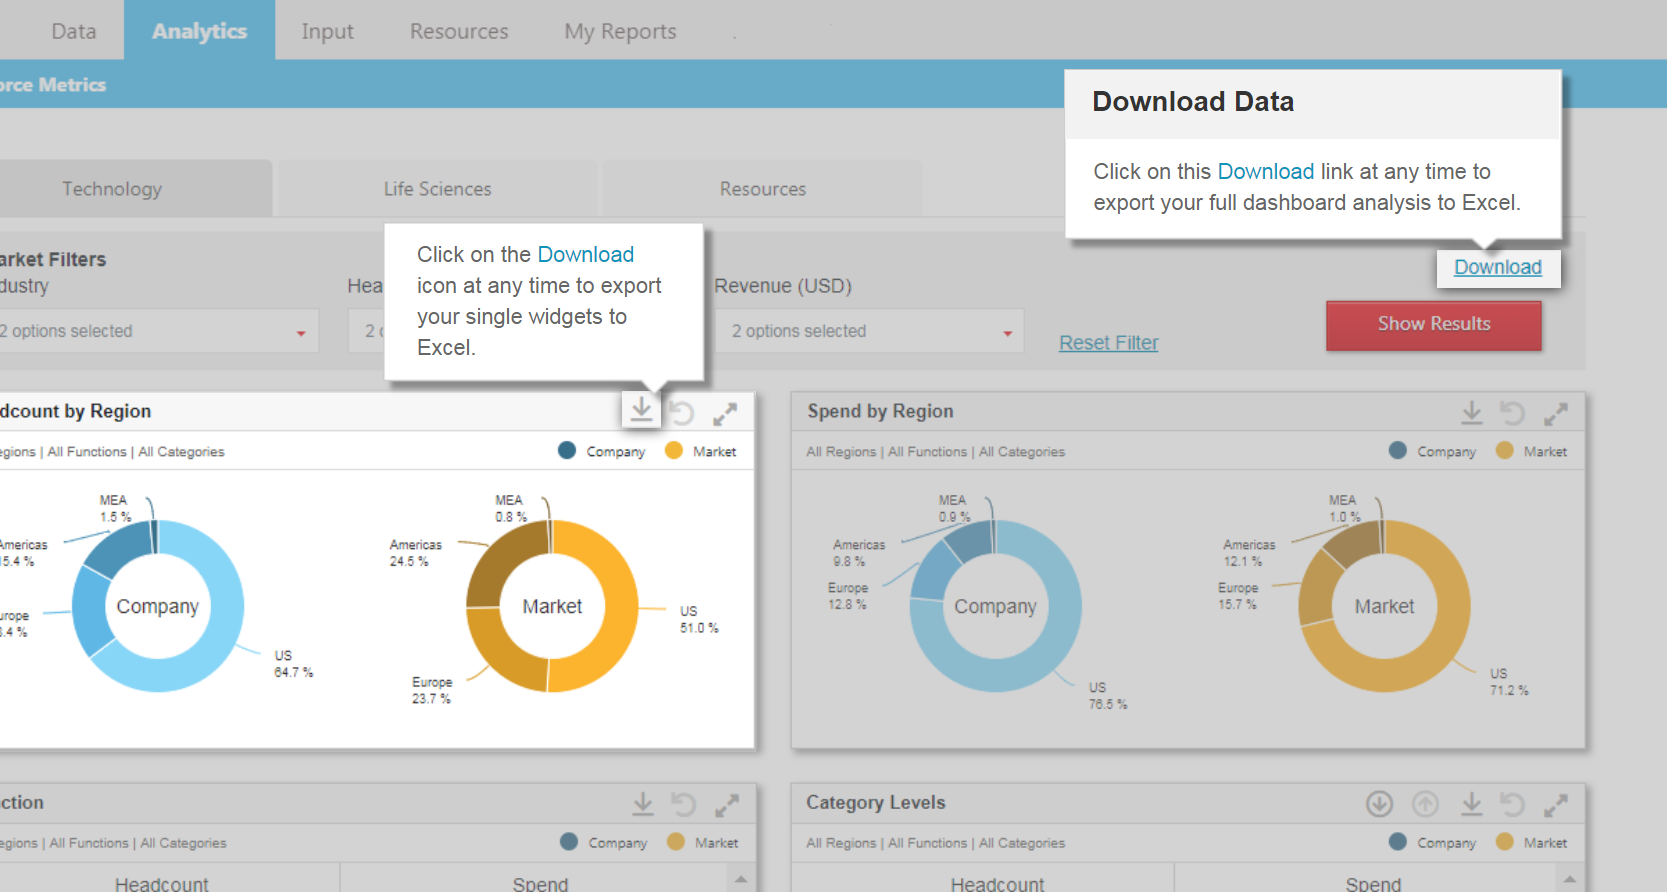 Data Analytics Input Resources My Reports
orce Metrics
Download Data
Click on this Download link at any time to
export your full dashboard analysis to Excel.
Technology Life Sciences Resources
Click on the Download
icon at any time to export
your single widgets to
Excel.
Download
arket Filters
dustry Hea Revenue (USD)
2 options selected 2 2 options selected
Reset Filter
Show Results
dcount by Region
egions | All Functions | All Categories Company Market
MEA
1.5 %
Americas
15.4 %
urope
.4 %
Company
US
64.7 %
MEA
0.8 %
Americas
24.5 %
Market
US
51.0 %
Europe
23.7 %
Spend by Region
All Regions | All Functions | All Categories Company Market
MEA
0.9 %
Americas
9.8 %
Europe
12.8 %
Company
US
76.5 %
MEA
1.0 %
Americas
12.1 %
Europe
15.7 %
Market
US
71.2 %
ction
egions | All Functions | All Categories Company Market
Headcount Spend
Category Levels
All Regions | All Functions | All Categories Company Market
Headcount Spend